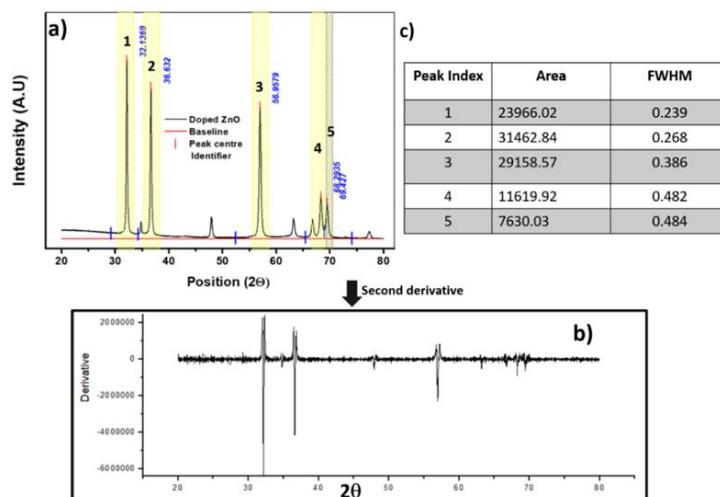 a)
Intensity (A.U)
1
32.1369
2
36.632
3
56.9579
4
5
68.2935
69.427
Doped ZnO
Baseline
Peak centre
Identifier
20 30 40 50 60 70 80
Position (2Θ)
c)
Peak Index Area FWHM
1 23966.02 0.239
2 31462.84 0.268
3 29158.57 0.386
4 11619.92 0.482
5 7630.03 0.484
Second derivative
b)
Derivative
2000000
0
-2000000
-4000000
-6000000
20 30 40 50 60 70 80
2θ